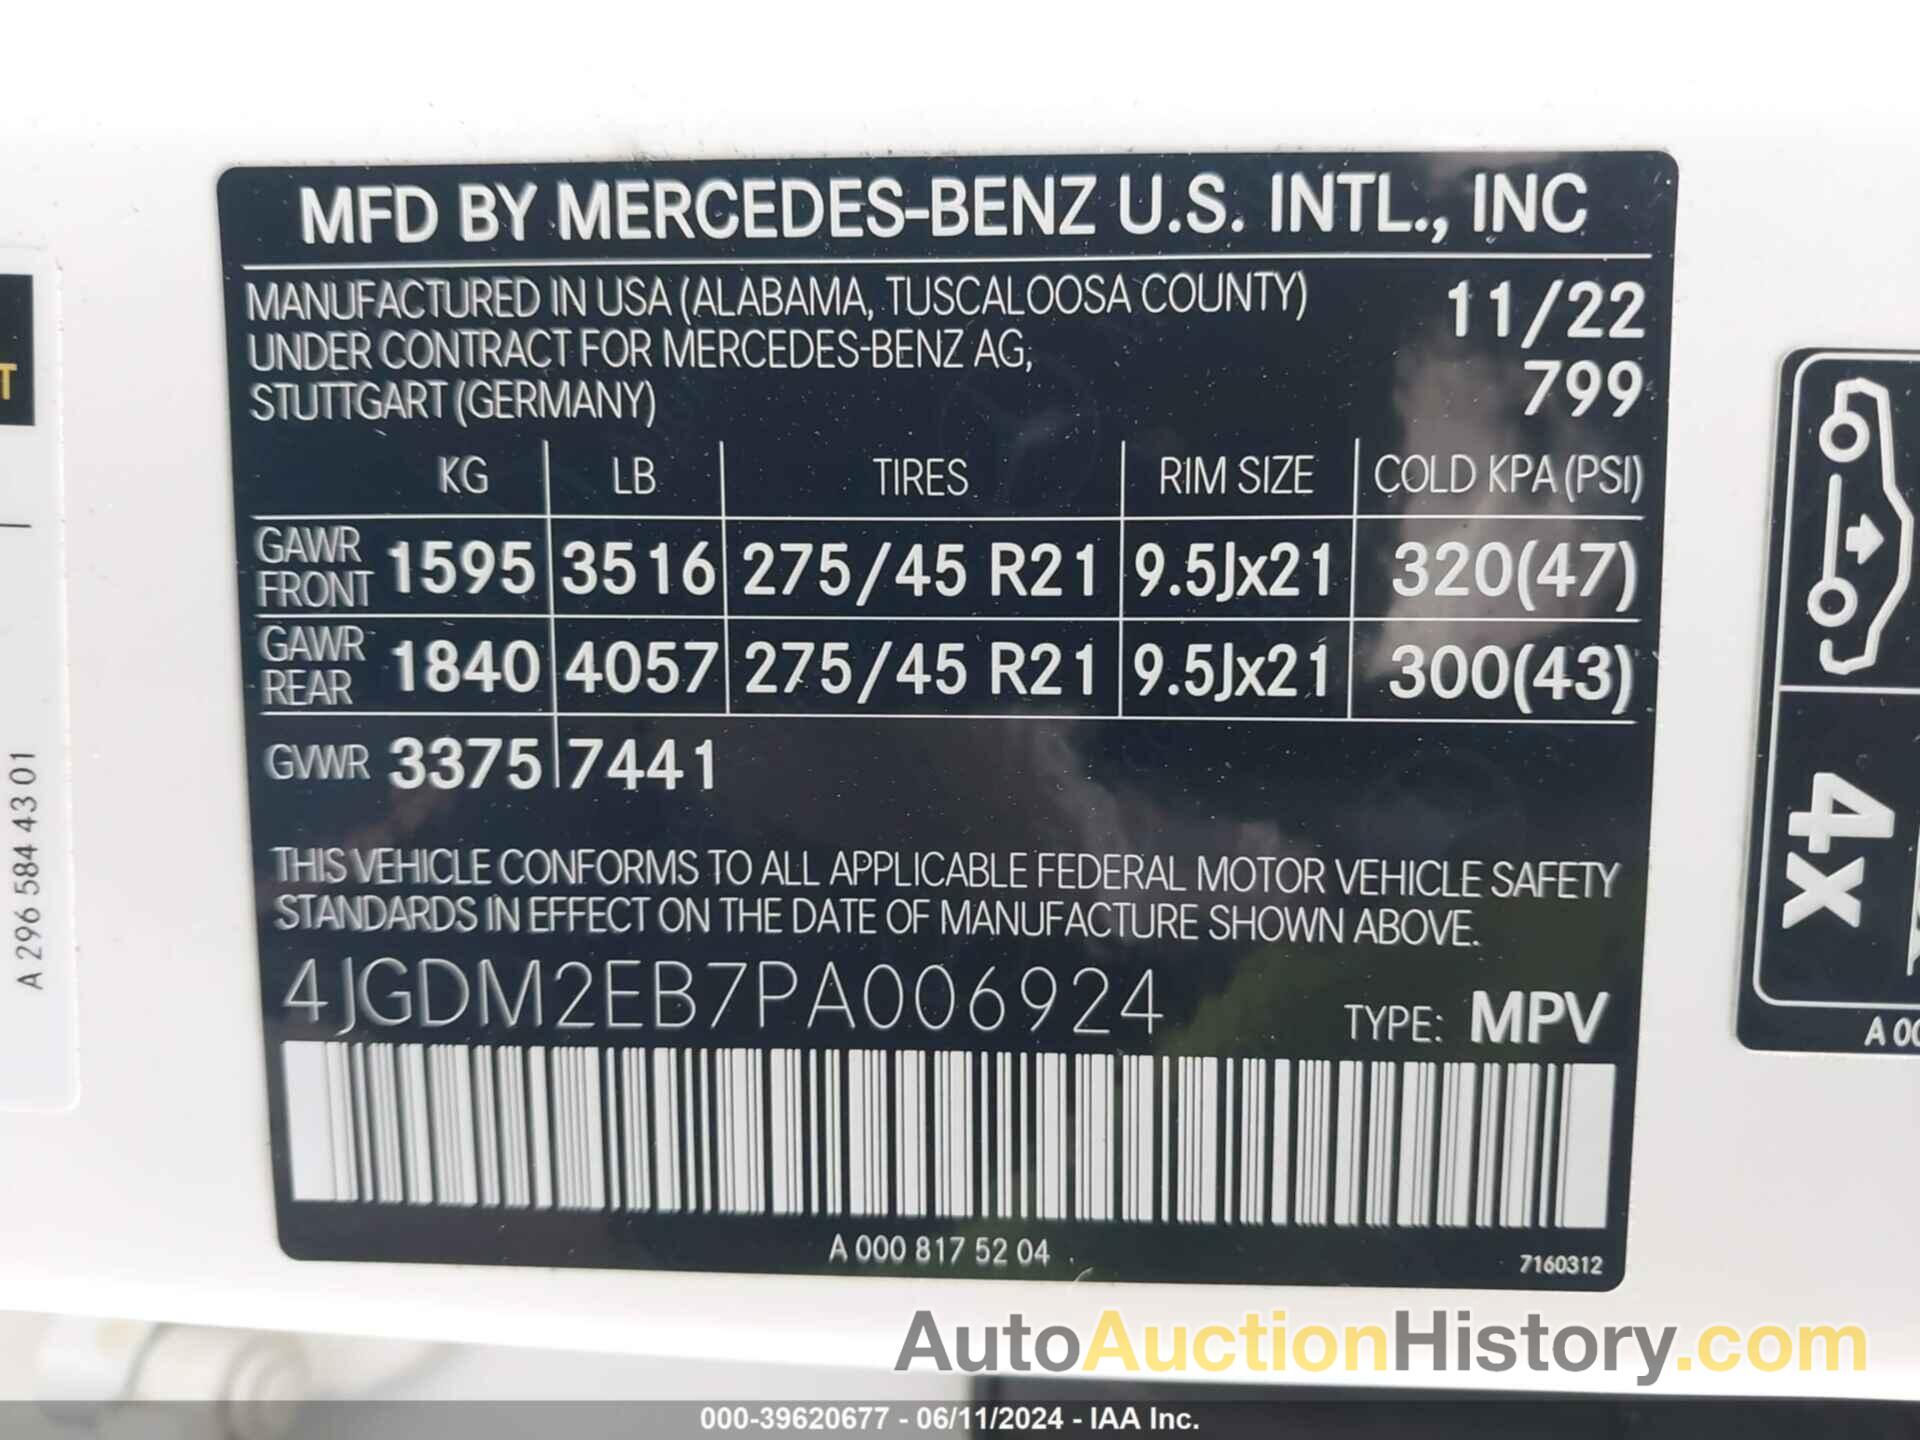 MFD BY MERCEDES-BENZ U.S. INTL., INC
MANUFACTURED IN USA (ALABAMA, TUSCALOOSA COUNTY) 11/22
UNDER CONTRACT FOR MERCEDES-BENZ AG,
STUTTGART (GERMANY) 799
KG LB TIRES RIM SIZE COLD KPA (PSI)
GAWR FRONT 1595 3516 275/45 R21 9.5Jx21 320(47)
GAWR REAR 1840 4057 275/45 R21 9.5Jx21 300(43)
GVWR 3375 7441
THIS VEHICLE CONFORMS TO ALL APPLICABLE FEDERAL MOTOR VEHICLE SAFETY
STANDARDS IN EFFECT ON THE DATE OF MANUFACTURE SHOWN ABOVE.
4JGDM2EB7PA006924 TYPE: MPV
A 000 817 52 04 7160312
T
A 296 584 43 01
4x
A 00
AutoAuctionHistory.com
000-39620677 - 06/11/2024 - IAA Inc.